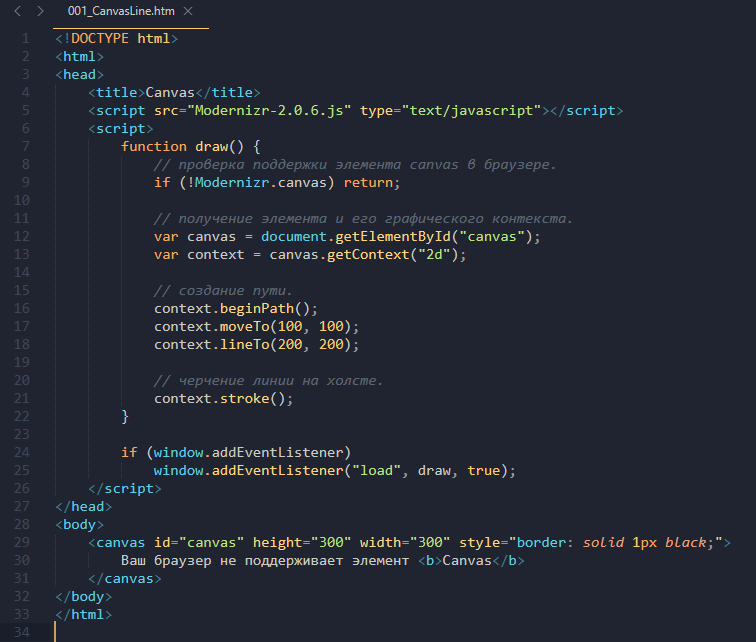 001_CanvasLine.htm
1 <!DOCTYPE html>
2 <html>
3 <head>
4     <title>Canvas</title>
5     <script src="Modernizr-2.0.6.js" type="text/javascript"></script>
6     <script>
7         function draw() {
8             // проверка поддержки элемента canvas в браузере.
9             if (!Modernizr.canvas) return;
10
11             // получение элемента и его графического контекста.
12             var canvas = document.getElementById("canvas");
13             var context = canvas.getContext("2d");
14
15             // создание пути.
16             context.beginPath();
17             context.moveTo(100, 100);
18             context.lineTo(200, 200);
19
20             // черчение линии на холсте.
21             context.stroke();
22         }
23
24         if (window.addEventListener)
25             window.addEventListener("load", draw, true);
26     </script>
27 </head>
28 <body>
29     <canvas id="canvas" height="300" width="300" style="border: solid 1px black;">
30         Ваш браузер не поддерживает элемент <b>Canvas</b>
31     </canvas>
32 </body>
33 </html>
34